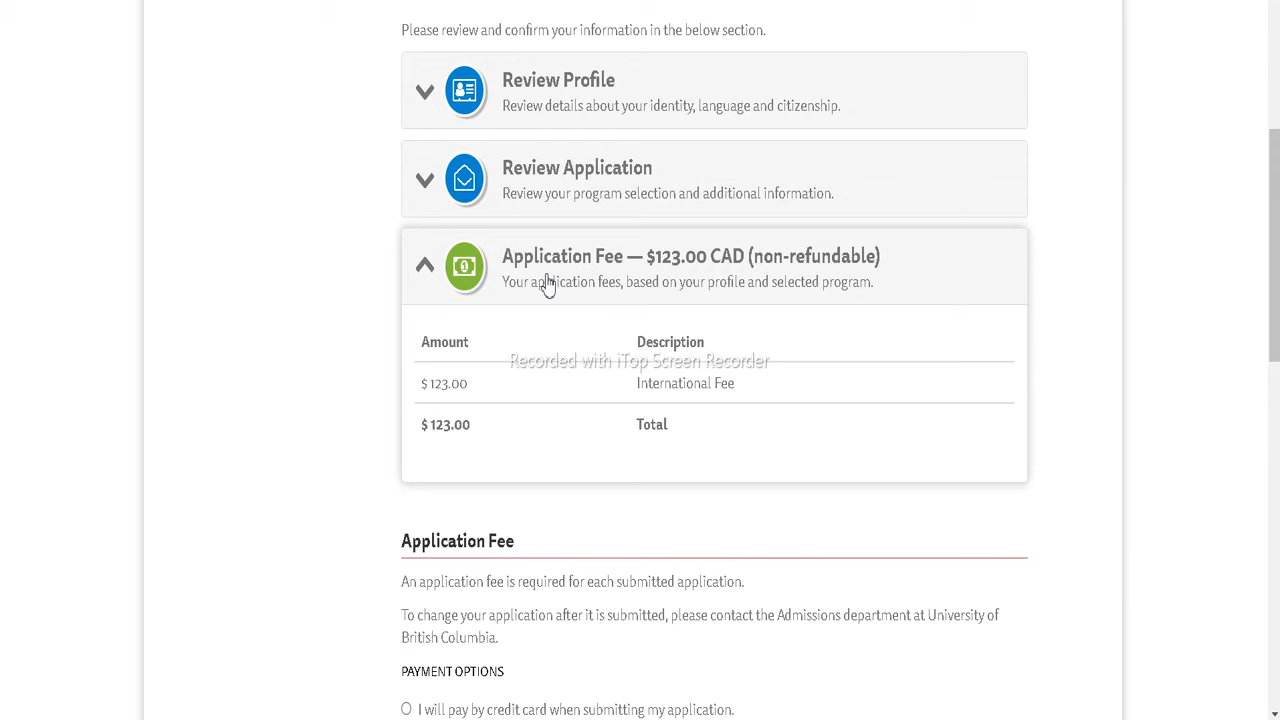 Please review and confirm your information in the below section.
Review Profile
Review details about your identity, language and citizenship.
Review Application
Review your program selection and additional information.
Application Fee — $123.00 CAD (non-refundable)
Your application fees, based on your profile and selected program.
Amount Description
Recorded with iTop Screen Recorder
$ 123.00 International Fee
$ 123.00 Total
Application Fee
An application fee is required for each submitted application.
To change your application after it is submitted, please contact the Admissions department at University of
British Columbia.
PAYMENT OPTIONS
I will pay by credit card when submitting my application.